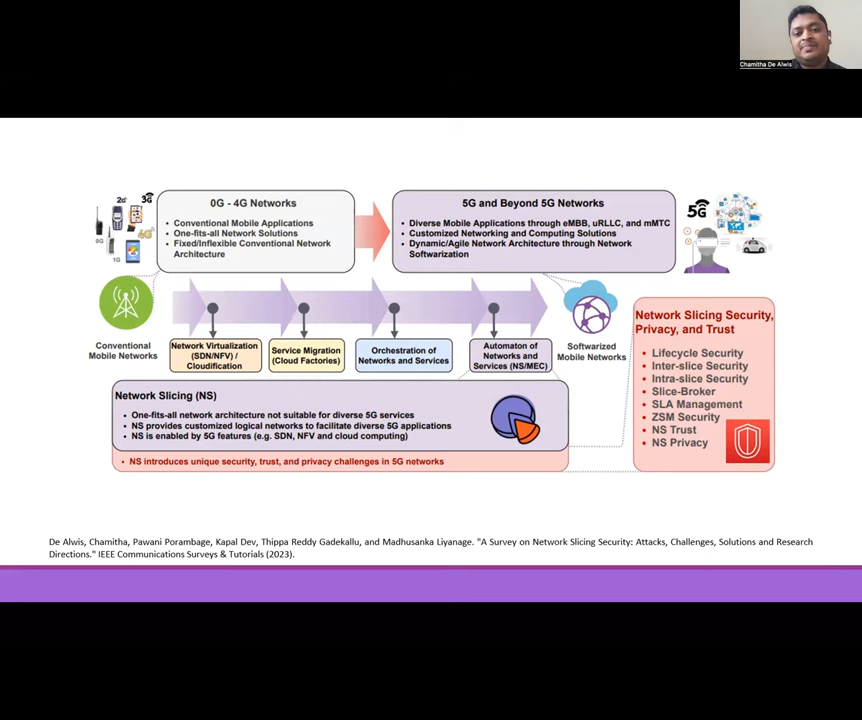 Chamitha De Alwis
0G - 4G Networks
• Conventional Mobile Applications
• One-fits-all Network Solutions
• Fixed/Inflexible Conventional Network
Architecture
5G and Beyond 5G Networks
• Diverse Mobile Applications through eMBB, uRLLC, and mMTC
• Customized Networking and Computing Solutions
• Dynamic/Agile Network Architecture through Network
Softwarization
2G
3G
0G
4G
1G
5G
Conventional
Mobile Networks
Network Virtualization
(SDN/NFV) /
Cloudification
Service Migration
(Cloud Factories)
Orchestration of
Networks and Services
Automaton of
Networks and
Services (NS/MEC)
Softwarized
Mobile Networks
Network Slicing (NS)
• One-fits-all network architecture not suitable for diverse 5G services
• NS provides customized logical networks to facilitate diverse 5G applications
• NS is enabled by 5G features (e.g. SDN, NFV and cloud computing)
• NS introduces unique security, trust, and privacy challenges in 5G networks
Network Slicing Security,
Privacy, and Trust
• Lifecycle Security
• Inter-slice Security
• Intra-slice Security
• Slice-Broker
• SLA Management
• ZSM Security
• NS Trust
• NS Privacy
De Alwis, Chamitha, Pawani Porambage, Kapal Dev, Thippa Reddy Gadekallu, and Madhusanka Liyanage. "A Survey on Network Slicing Security: Attacks, Challenges, Solutions and Research
Directions." IEEE Communications Surveys & Tutorials (2023).